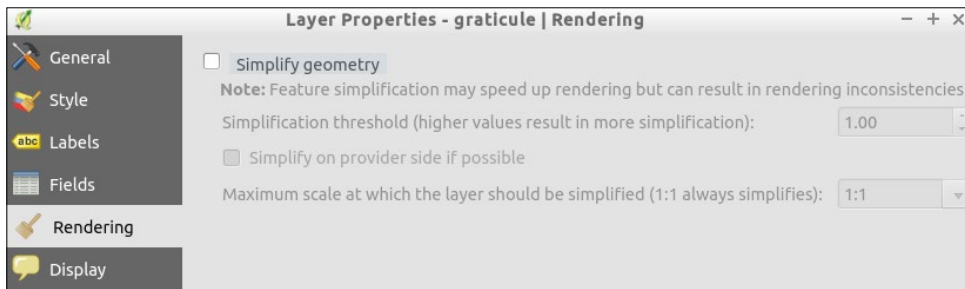 Layer Properties - graticule | Rendering
General
Style
abc Labels
Fields
Rendering
Display
Simplify geometry
Note: Feature simplification may speed up rendering but can result in rendering inconsistencies
Simplification threshold (higher values result in more simplification): 1.00
Simplify on provider side if possible
Maximum scale at which the layer should be simplified (1:1 always simplifies): 1:1